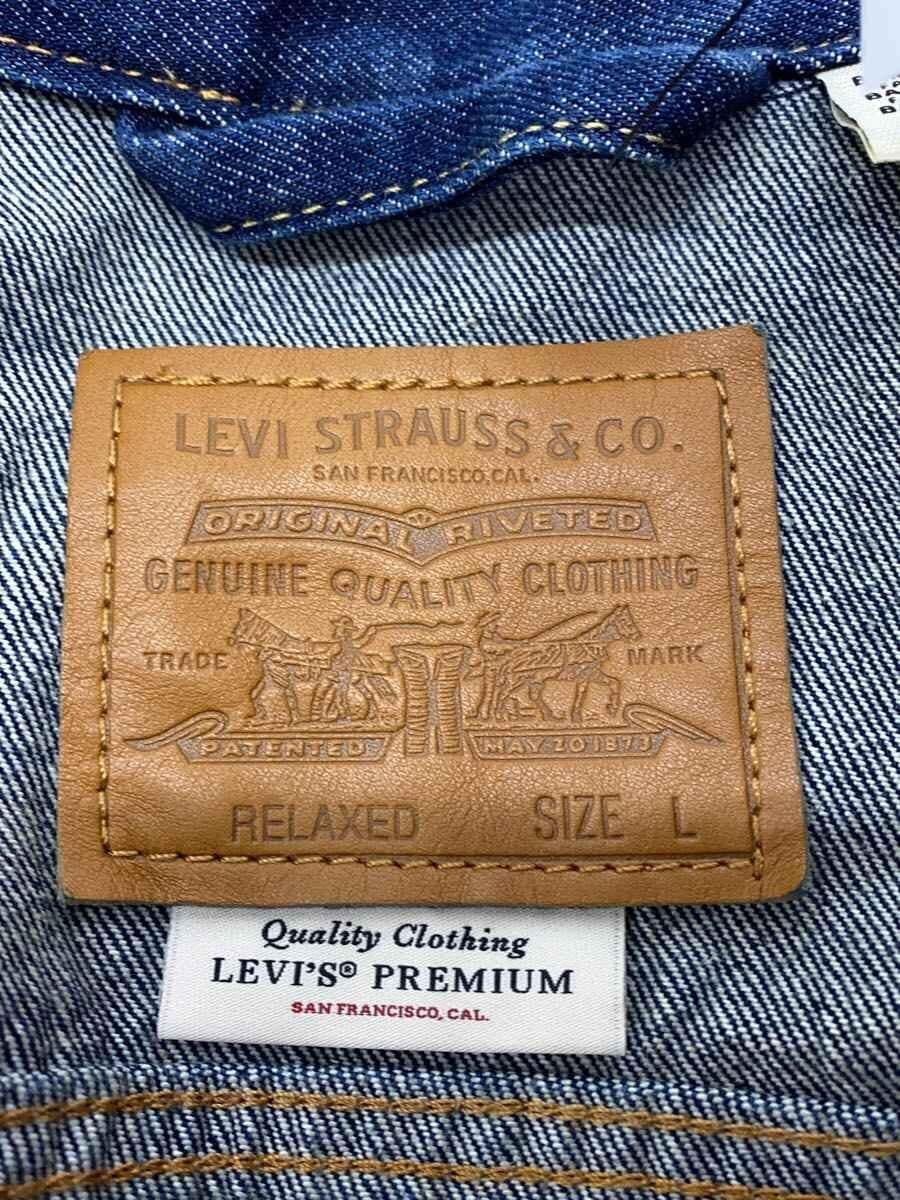 LEVI STRAUSS & CO.
SAN FRANCISCO, CAL.
ORIGINAL RIVETED
GENUINE QUALITY CLOTHING
TRADE MARK
PATENTED MAY 20 1873
RELAXED SIZE L
Quality Clothing
LEVI'S® PREMIUM
SAN FRANCISCO, CAL.